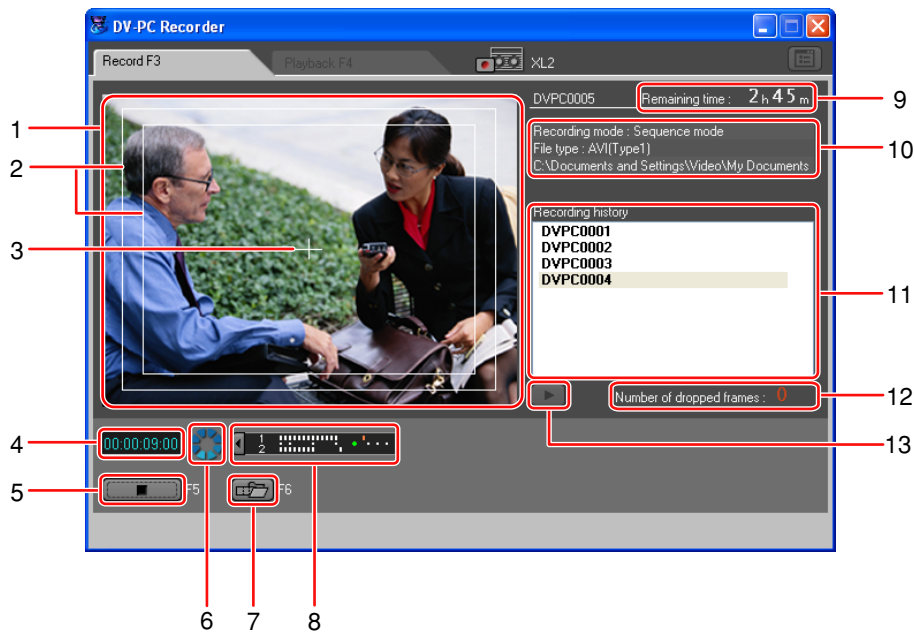 DV-PC Recorder
Record F3
Playback F4
XL2
DVPC0005
Remaining time : 2 h 45 m
9
1
Recording mode : Sequence mode
File type : AVI(Type1)
C:\Documents and Settings\Video\My Documents
10
2
Recording history
DVPC0001
DVPC0002
DVPC0003
DVPC0004
3
11
Number of dropped frames : 0
12
13
4
00:00:09:00
1
2
5
F5
F6
6
7
8